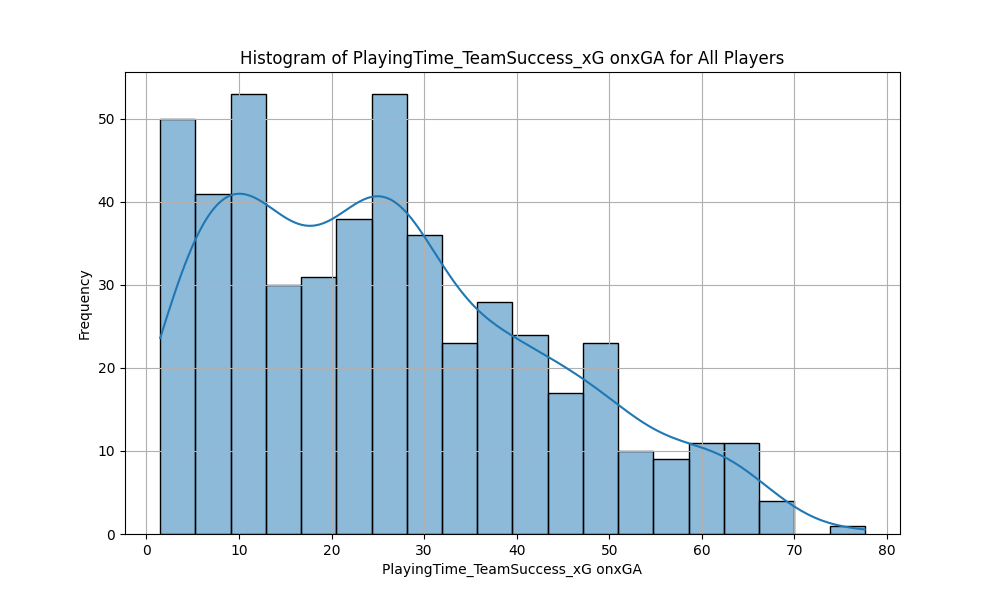 Histogram of PlayingTime_TeamSuccess_xG onxGA for All Players
Frequency
50
40
30
20
10
0
0 10 20 30 40 50 60 70 80
PlayingTime_TeamSuccess_xG onxGA